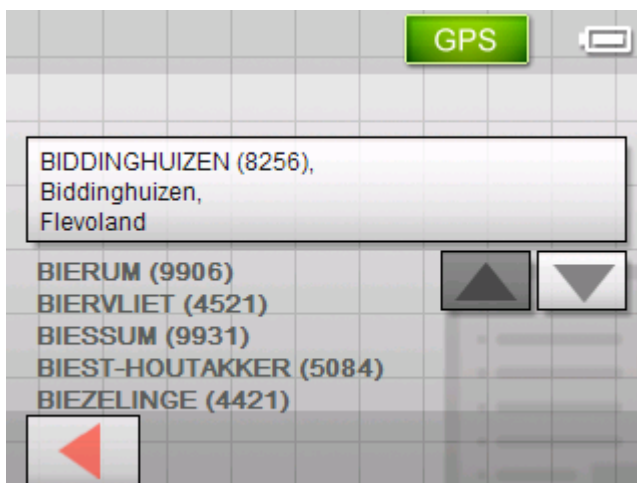 GPS
BIDDINGHUIZEN (8256),
Biddinghuizen,
Flevoland
BIERUM (9906)
BIERVLIET (4521)
BIESSUM (9931)
BIEST-HOUTAKKER (5084)
BIEZELINGE (4421)